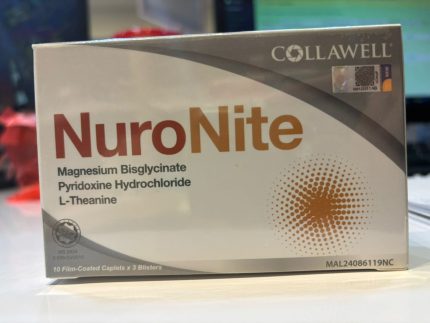 COLLAWELL
NuroNite
Magnesium Bisglycinate
Pyridoxine Hydrochloride
L-Theanine
10 Film-Coated Caplets x 3 Blisters
MAL24086119NC